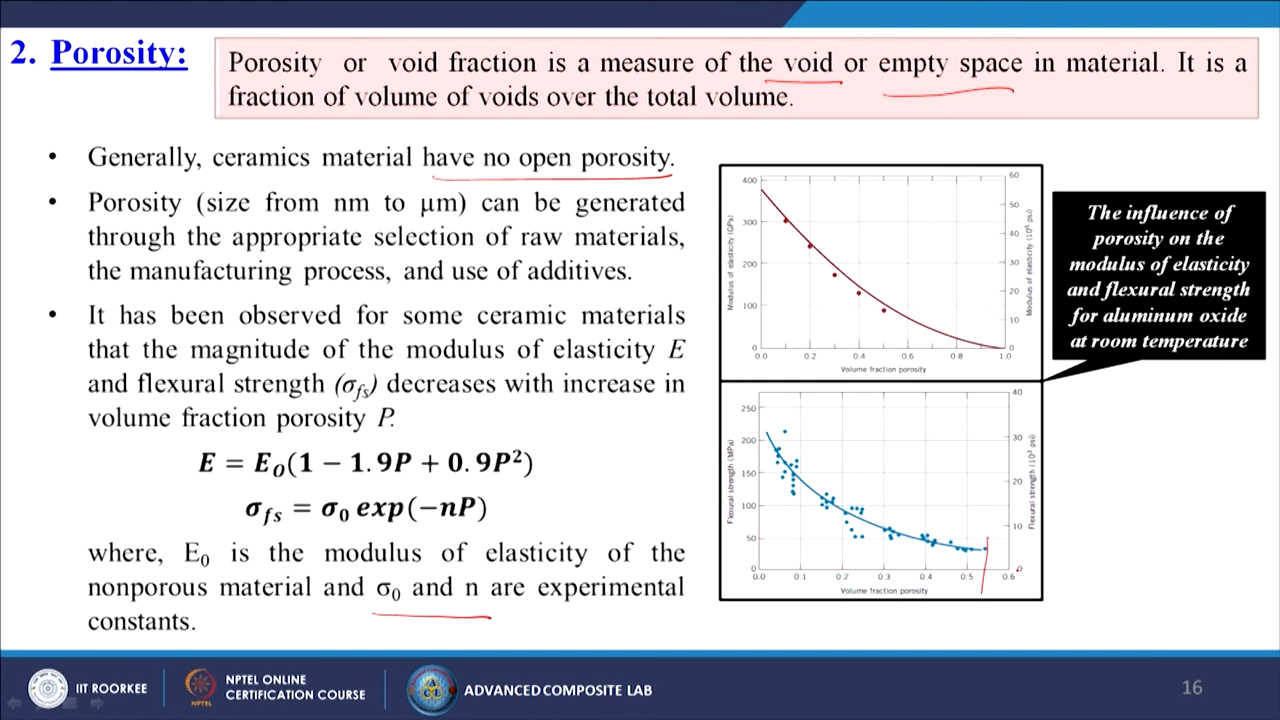 2. Porosity:
Porosity or void fraction is a measure of the void or empty space in material. It is a
fraction of volume of voids over the total volume.
• Generally, ceramics material have no open porosity.
• Porosity (size from nm to μm) can be generated
through the appropriate selection of raw materials,
the manufacturing process, and use of additives.
• It has been observed for some ceramic materials
that the magnitude of the modulus of elasticity E
and flexural strength (σfs) decreases with increase in
volume fraction porosity P.
E = E₀(1 − 1.9P + 0.9P²)
σfs = σ₀ exp(−nP)
where, E₀ is the modulus of elasticity of the
nonporous material and σ₀ and n are experimental
constants.
400
300
200
100
0
Modulus of elasticity (GPa)
60
50
40
30
20
10
0
Modulus of elasticity (10⁶ psi)
0.0 0.2 0.4 0.6 0.8 1.0
Volume fraction porosity
250
200
150
100
50
0
Flexural strength (MPa)
40
30
20
10
0
Flexural strength (10³ psi)
0.0 0.1 0.2 0.3 0.4 0.5 0.6
Volume fraction porosity
The influence of
porosity on the
modulus of elasticity
and flexural strength
for aluminum oxide
at room temperature
IIT ROORKEE
NPTEL
NPTEL ONLINE
CERTIFICATION COURSE
ADVANCED COMPOSITE LAB
16